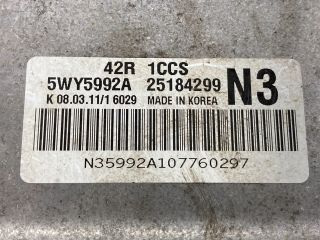 42R 1CCS
5WY5992A 25184299 N3
K 08.03.11/1 6029 MADE IN KOREA
N35992A107760297